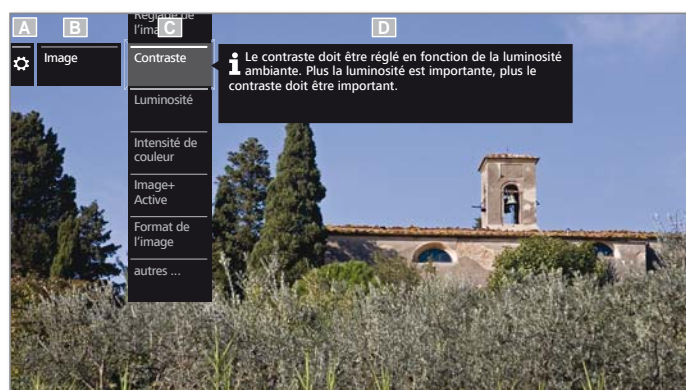 A
B
C
D
Réglage de
l'image
Image
Contraste
Luminosité
Intensité de
couleur
Image+
Active
Format de
l'image
autres ...
i Le contraste doit être réglé en fonction de la luminosité
ambiante. Plus la luminosité est importante, plus le
contraste doit être important.